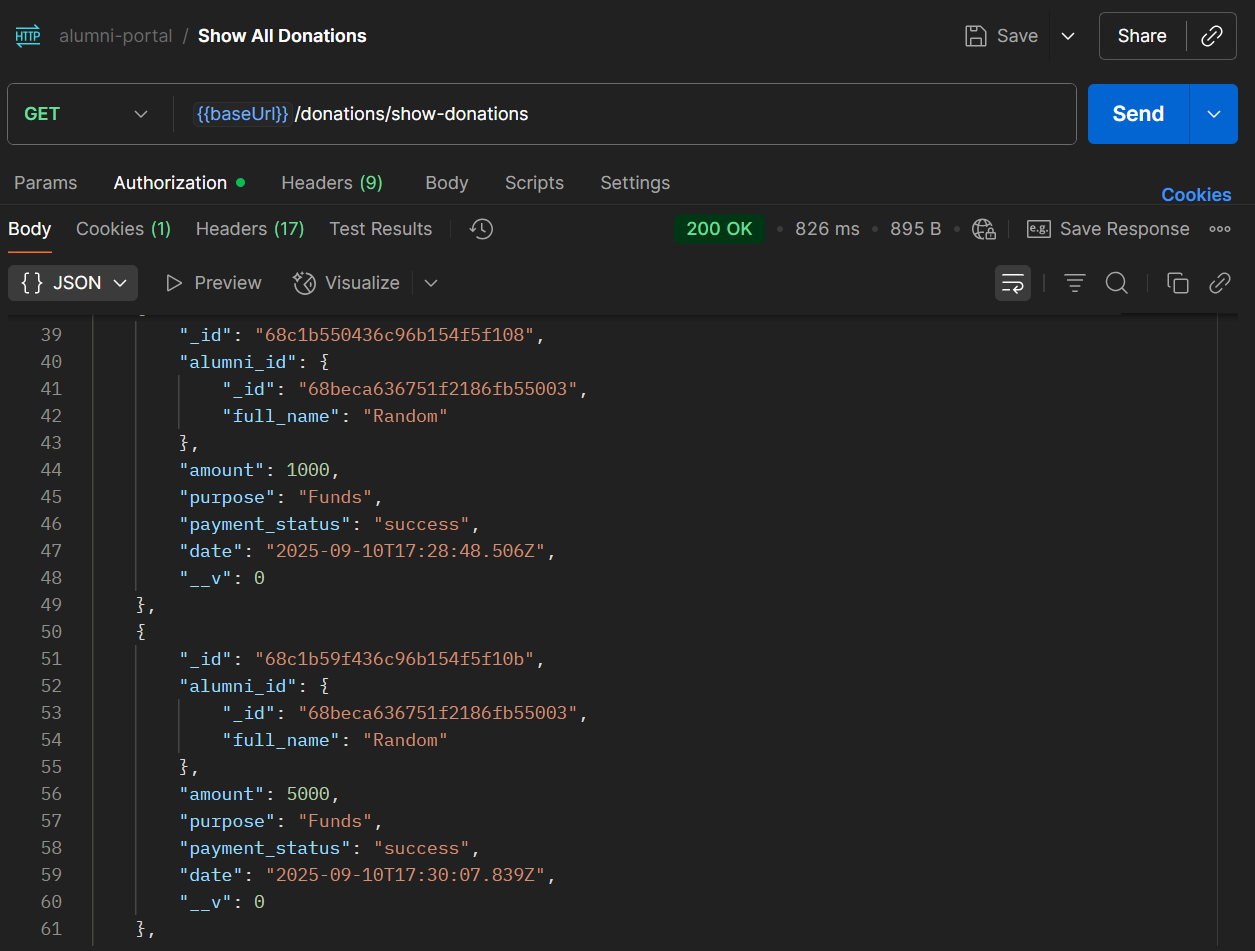 HTTP alumni-portal / Show All Donations Save Share
GET {{baseUrl}} /donations/show-donations Send
Params Authorization Headers (9) Body Scripts Settings Cookies
Body Cookies (1) Headers (17) Test Results 200 OK • 826 ms • 895 B • e.g. Save Response
{ } JSON Preview Visualize
39 "_id": "68c1b550436c96b154f5f108",
40 "alumni_id": {
41 "_id": "68beca636751f2186fb55003",
42 "full_name": "Random"
43 },
44 "amount": 1000,
45 "purpose": "Funds",
46 "payment_status": "success",
47 "date": "2025-09-10T17:28:48.506Z",
48 "__v": 0
49 },
50 {
51 "_id": "68c1b59f436c96b154f5f10b",
52 "alumni_id": {
53 "_id": "68beca636751f2186fb55003",
54 "full_name": "Random"
55 },
56 "amount": 5000,
57 "purpose": "Funds",
58 "payment_status": "success",
59 "date": "2025-09-10T17:30:07.839Z",
60 "__v": 0
61 },